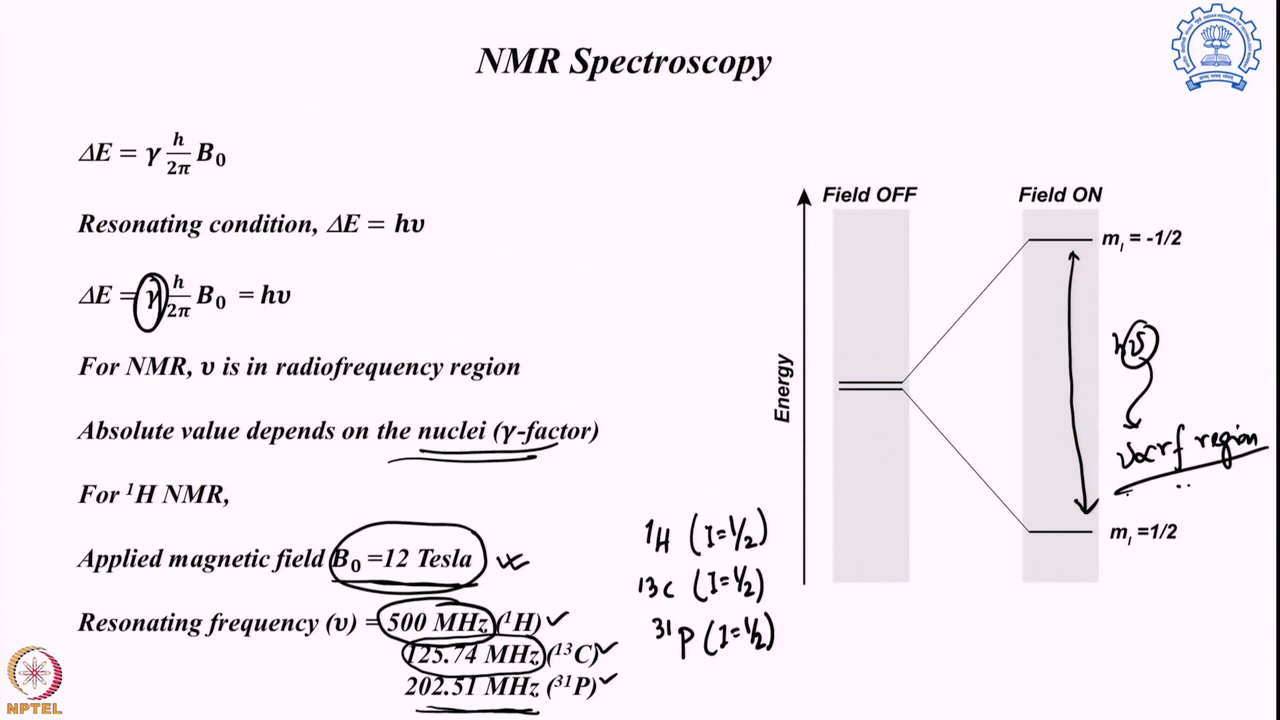 NMR Spectroscopy
ΔE = γ h/2π B₀
Resonating condition, ΔE = hυ
ΔE = γ h/2π B₀ = hυ
For NMR, υ is in radiofrequency region
Absolute value depends on the nuclei (γ-factor)
For ¹H NMR,
Applied magnetic field B₀ =12 Tesla
Resonating frequency (υ) = 500 MHz (¹H)
125.74 MHz (¹³C)
202.51 MHz (³¹P)
¹H (I=½)
¹³C (I=½)
³¹P (I=½)
Field OFF
Field ON
Energy
mI = -1/2
hυ
rf region
mI =1/2
NPTEL